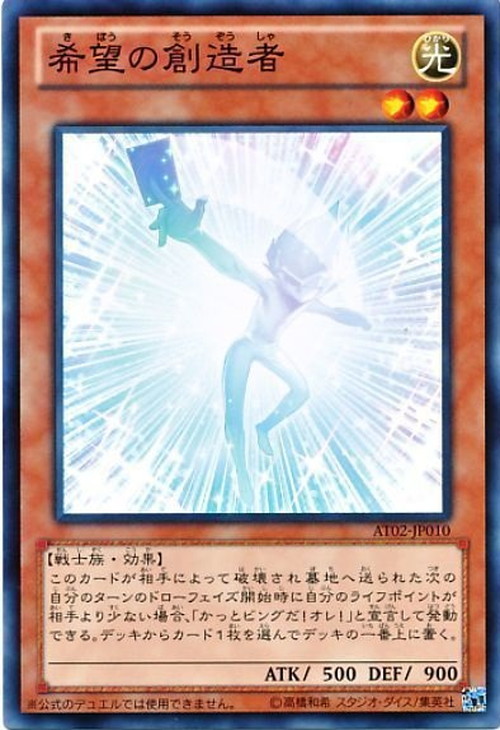 希望の創造者
光
AT02-JP010
【戦士族・効果】
このカードが相手によって破壊され墓地へ送られた次の
自分のターンのドローフェイズ開始時に自分のライフポイントが
相手より少ない場合、「かっとビングだ！オレ！」と宣言して発動
できる。デッキからカード１枚を選んでデッキの一番上に置く。
ATK/ 500 DEF/ 900
※公式のデュエルでは使用できません。 ©高橋和希 スタジオ・ダイス/集英社